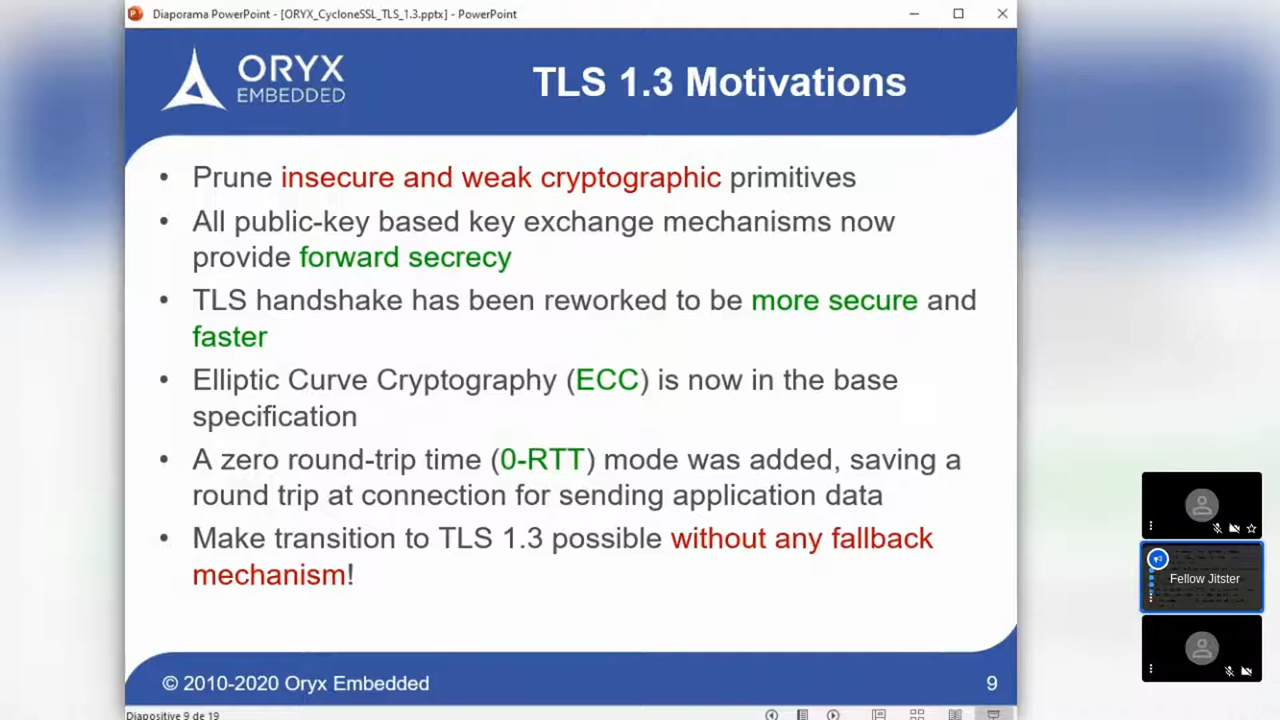 Diaporama PowerPoint - [ORYX_CycloneSSL_TLS_1.3.pptx] - PowerPoint
ORYX
EMBEDDED
TLS 1.3 Motivations
• Prune insecure and weak cryptographic primitives
• All public-key based key exchange mechanisms now
provide forward secrecy
• TLS handshake has been reworked to be more secure and
faster
• Elliptic Curve Cryptography (ECC) is now in the base
specification
• A zero round-trip time (0-RTT) mode was added, saving a
round trip at connection for sending application data
• Make transition to TLS 1.3 possible without any fallback
mechanism!
Fellow Jitster
© 2010-2020 Oryx Embedded
9
Diapositive 9 de 19